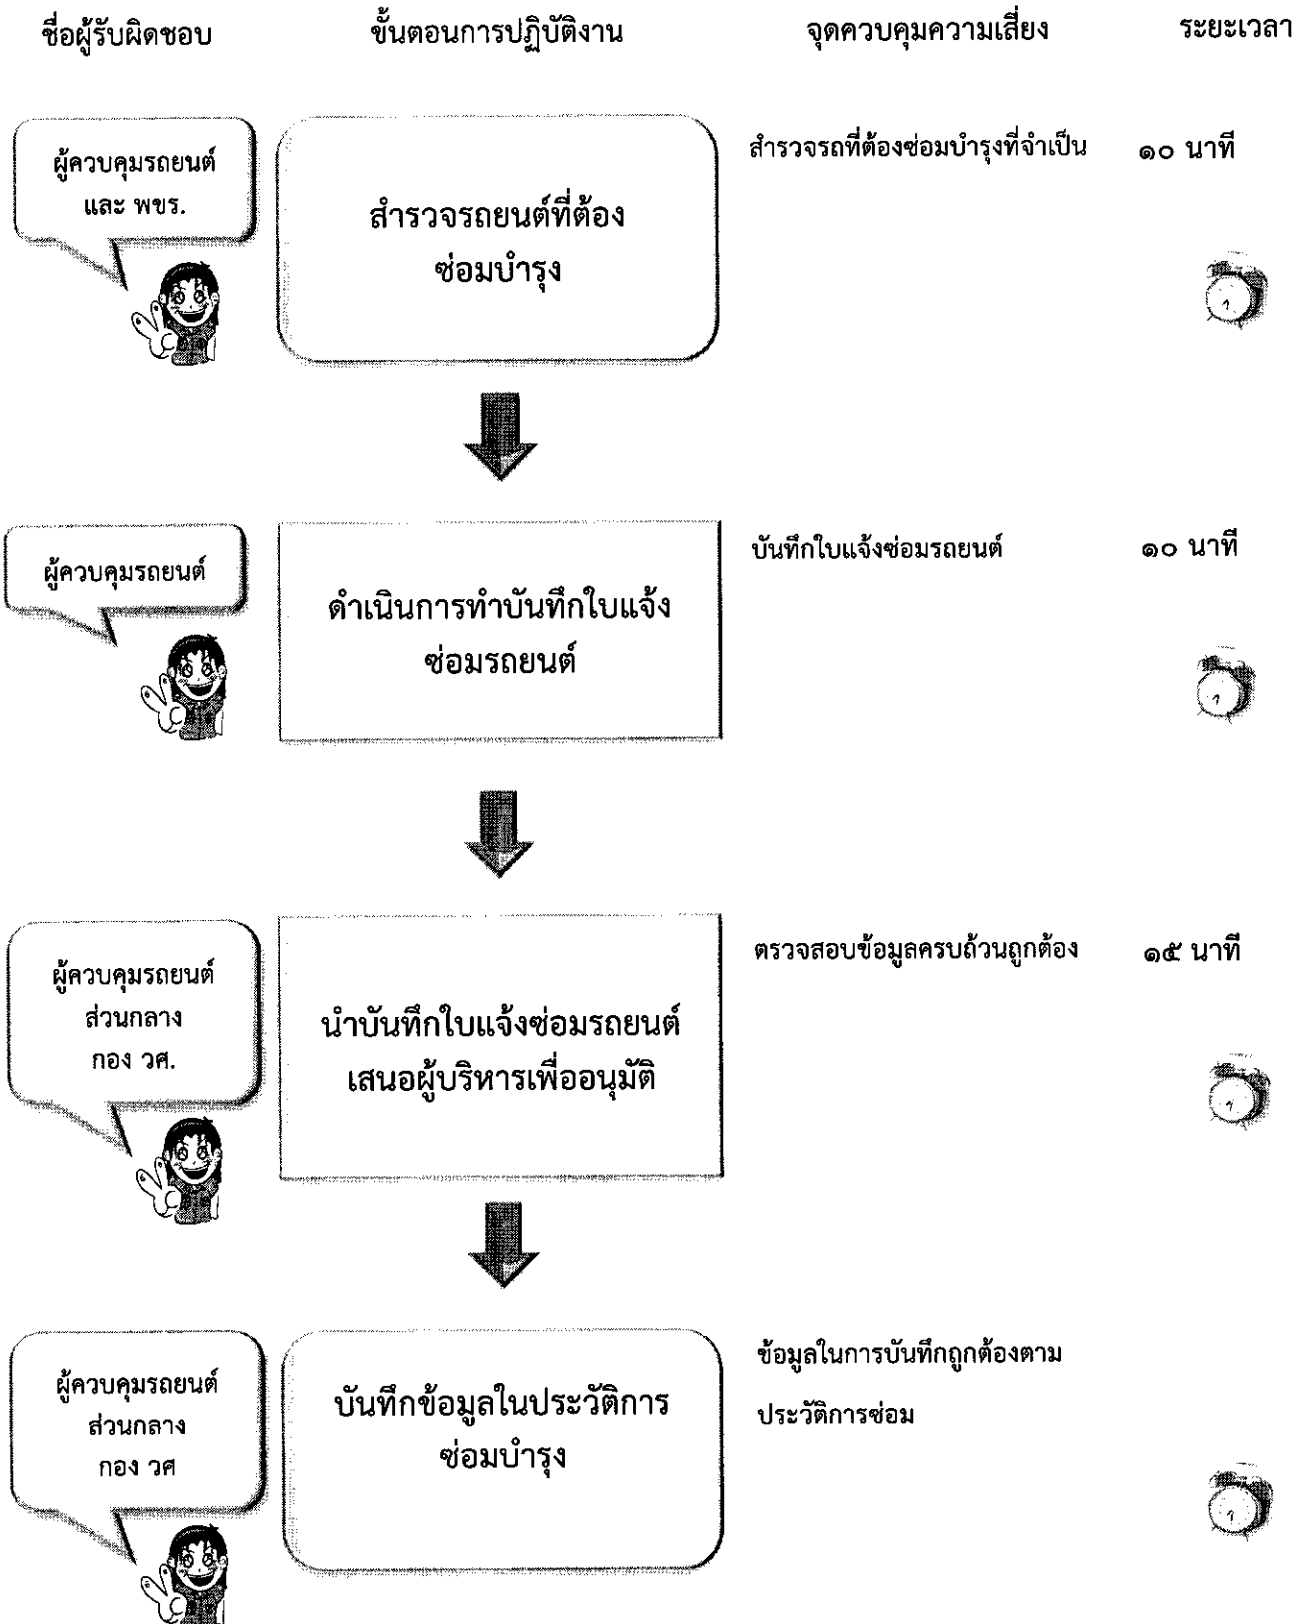 ชื่อผู้รับผิดชอบ ขั้นตอนการปฏิบัติงาน จุดควบคุมความเสี่ยง ระยะเวลา
ผู้ควบคุมรถยนต์
และ พขร.
สำรวจรถยนต์ที่ต้อง
ซ่อมบำรุง
สำรวจรถที่ต้องซ่อมบำรุงที่จำเป็น ๑๐ นาที
ผู้ควบคุมรถยนต์
ดำเนินการทำบันทึกใบแจ้ง
ซ่อมรถยนต์
บันทึกใบแจ้งซ่อมรถยนต์ ๑๐ นาที
ผู้ควบคุมรถยนต์
ส่วนกลาง
กอง วศ.
นำบันทึกใบแจ้งซ่อมรถยนต์
เสนอผู้บริหารเพื่ออนุมัติ
ตรวจสอบข้อมูลครบถ้วนถูกต้อง ๑๕ นาที
ผู้ควบคุมรถยนต์
ส่วนกลาง
กอง วศ
บันทึกข้อมูลในประวัติการ
ซ่อมบำรุง
ข้อมูลในการบันทึกถูกต้องตาม
ประวัติการซ่อม